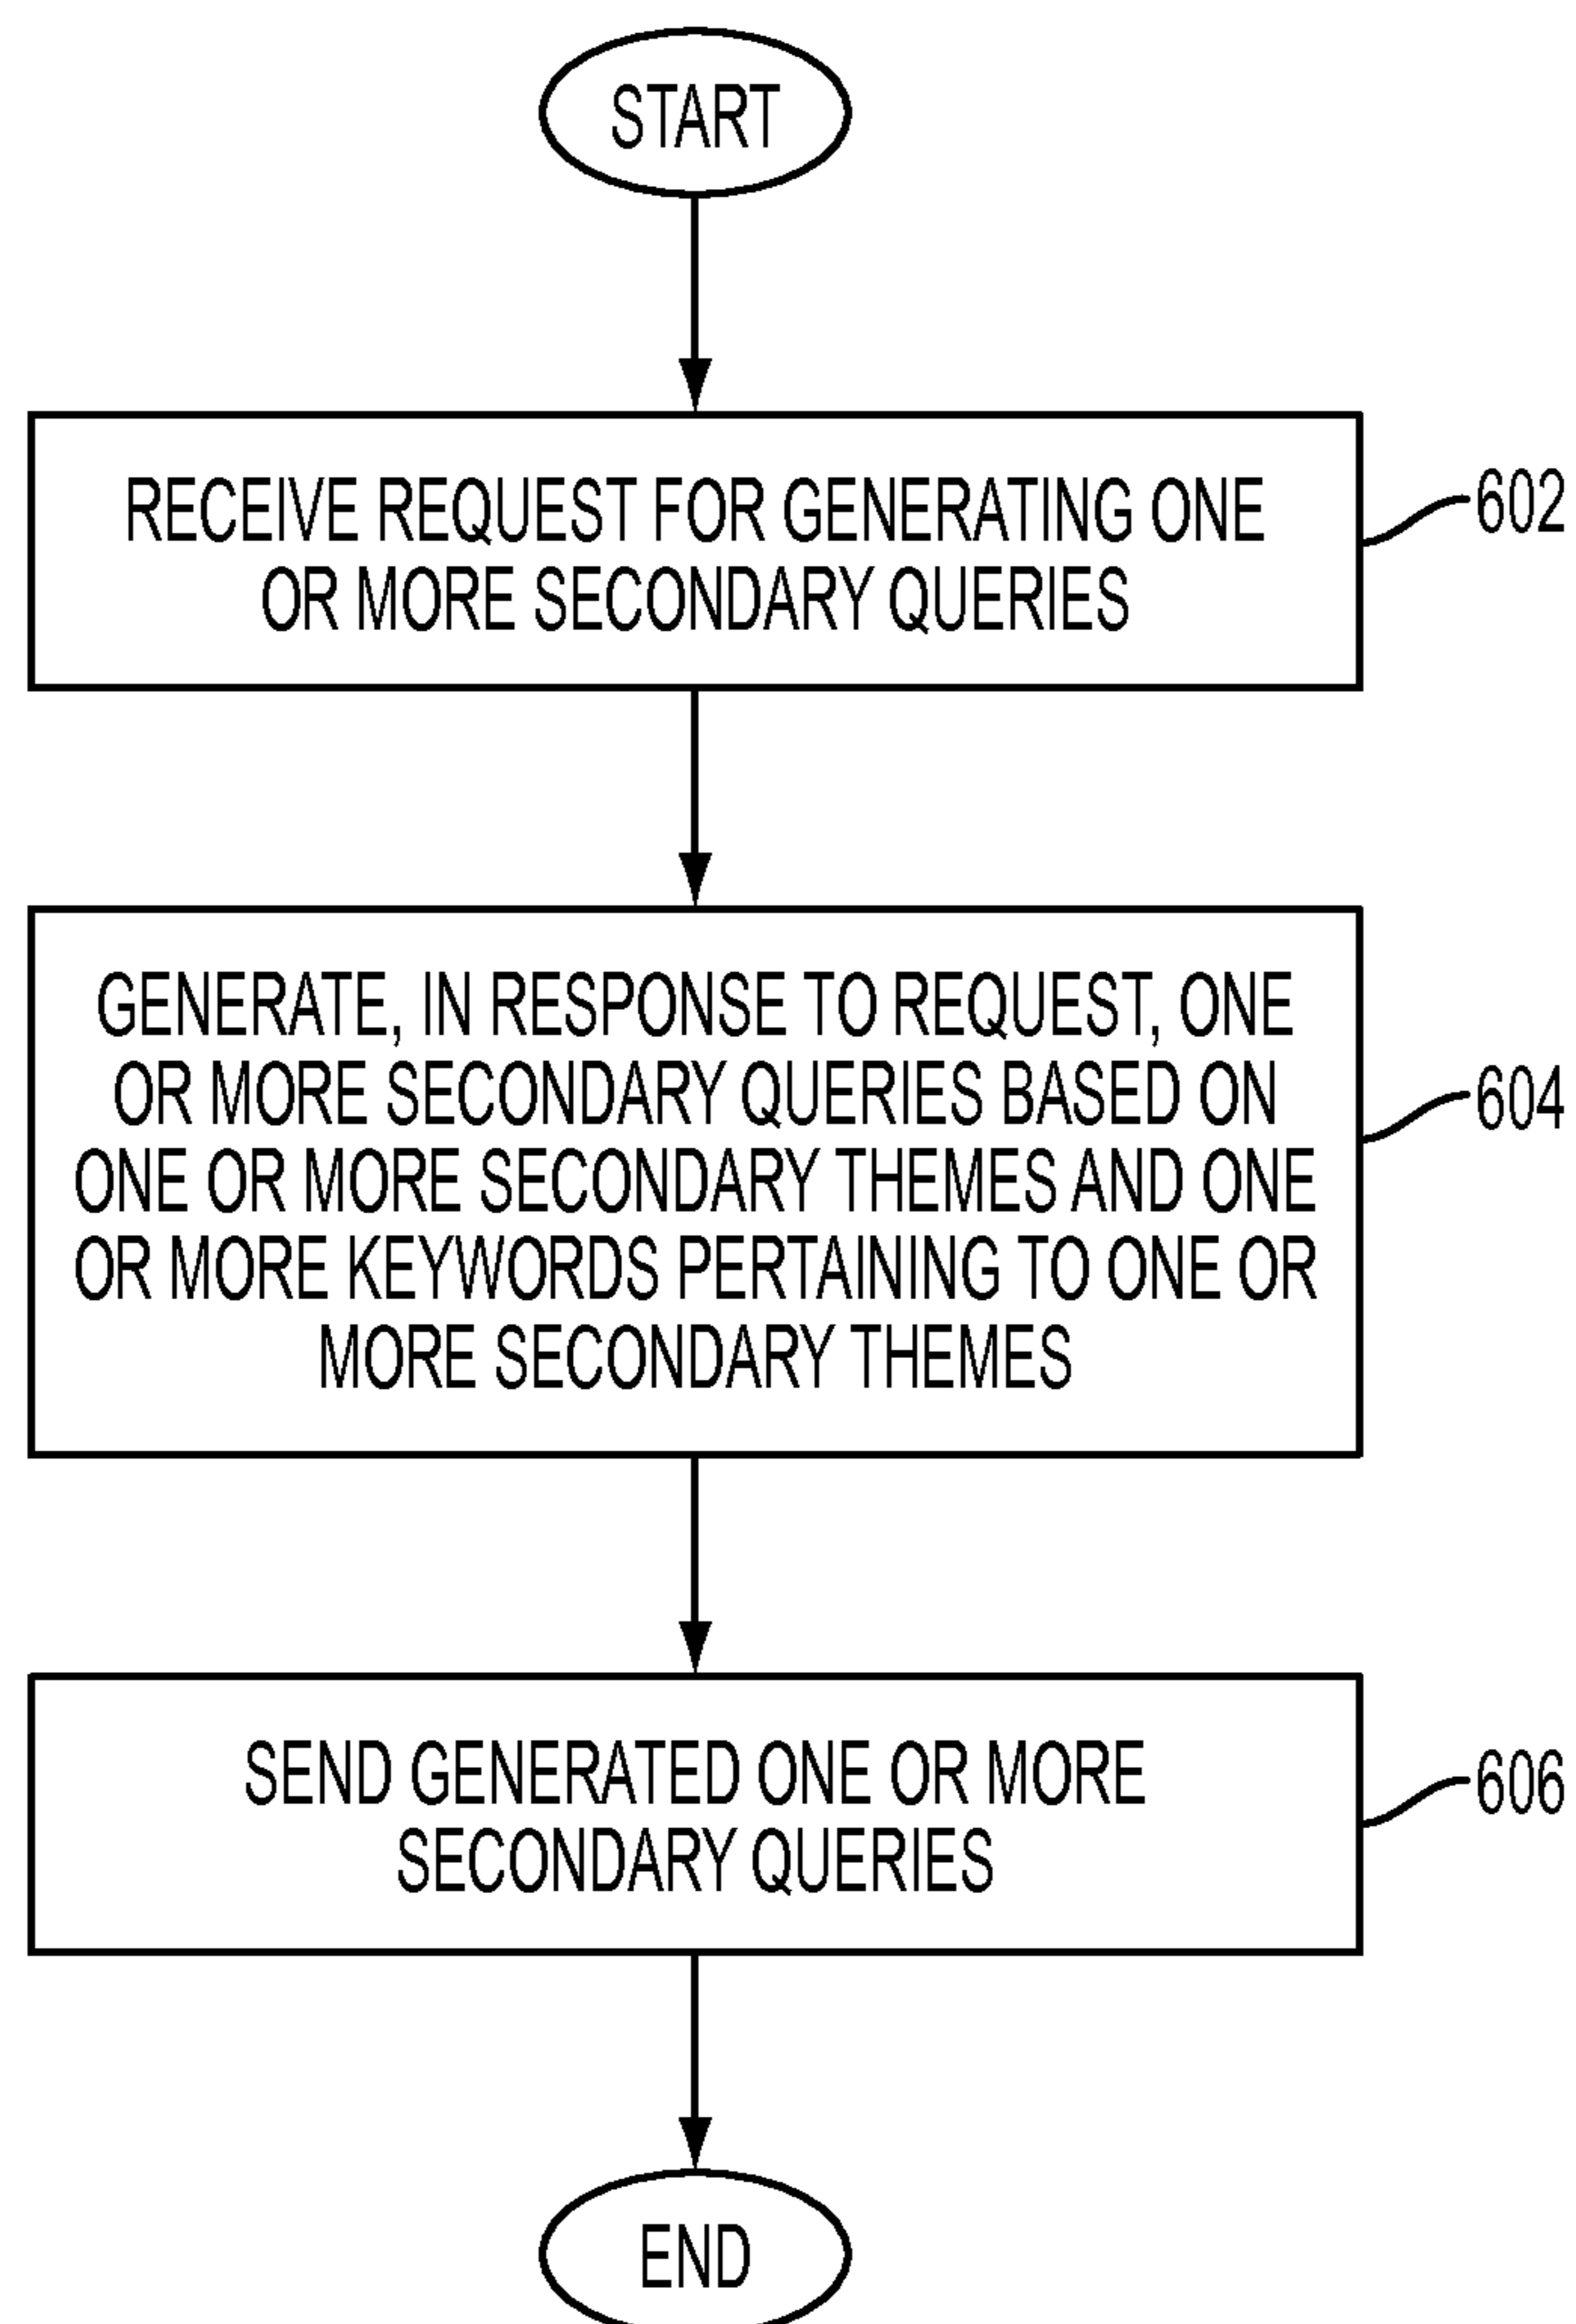 START
RECEIVE REQUEST FOR GENERATING ONE
OR MORE SECONDARY QUERIES
602
GENERATE, IN RESPONSE TO REQUEST, ONE
OR MORE SECONDARY QUERIES BASED ON
ONE OR MORE SECONDARY THEMES AND ONE
OR MORE KEYWORDS PERTAINING TO ONE OR
MORE SECONDARY THEMES
604
SEND GENERATED ONE OR MORE
SECONDARY QUERIES
606
END